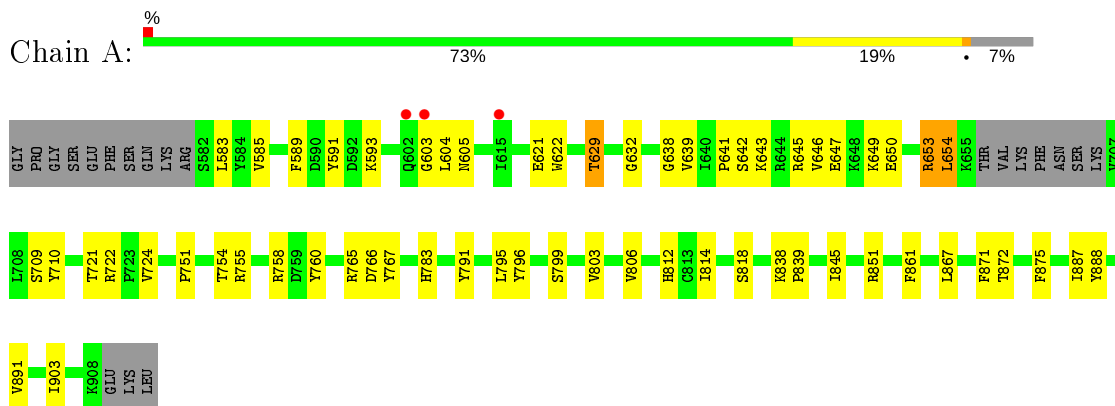 %
Chain A:
73% 19% • 7%
GLY PRO GLY SER SER GLU PHE SER GLN LYS ARG S582 L583 Y584 V585 F589 D590 Y591 D592 K593 Q602 G603 L604 N605 I615 E621 W622 T629 G632 G638 V639 I640 P641 S642 K643 R644 R645 V646 E647 K648 K649 E650 R653 L654 K655 THR VAL LYS PHE ASN SER LYS V707
L708 S709 Y710 T721 R722 P723 V724 P751 T754 R755 R758 D759 Y760 R765 D766 Y767 H783 Y791 L795 Y796 S799 V803 V806 H812 C813 I814 S818 K838 P839 I845 R851 F861 L867 F871 T872 F875 I887 Y888
V891 I903 K908 GLU LYS LEU